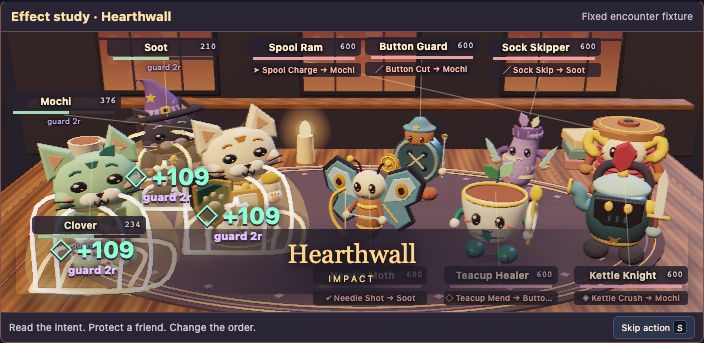 Effect study · Hearthwall
Fixed encounter fixture
Soot 210
guard 2r
Spool Ram 600
➤ Spool Charge → Mochi
Button Guard 600
⟋ Button Cut → Mochi
Sock Skipper 600
⟋ Sock Skip → Soot
Mochi 376
guard 2r
◇ +109
guard 2r
◇ +109
guard 2r
Clover 234
◇ +109
guard 2r
Hearthwall
IMPACT
Moth 600
Needle Shot → Soot
Teacup Healer 600
◇ Teacup Mend → Butto...
Kettle Knight 600
◈ Kettle Crush → Mochi
Read the intent. Protect a friend. Change the order.
Skip action S